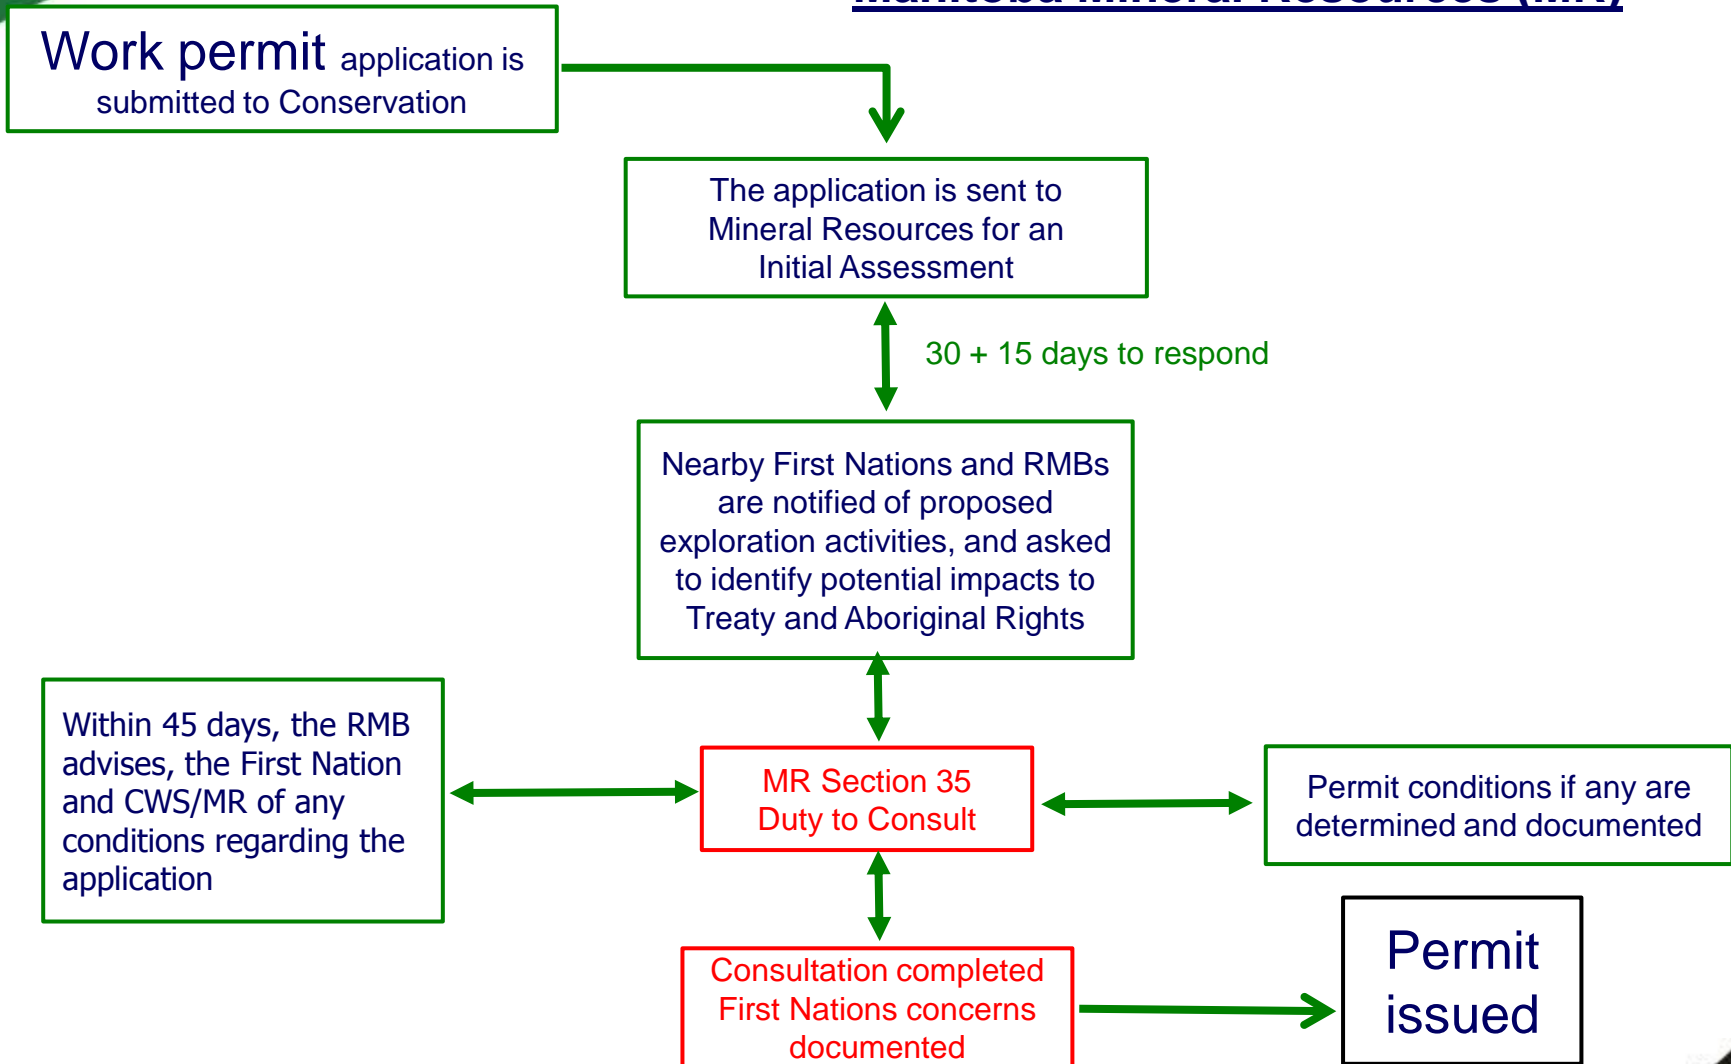 Manitoba Mineral Resources (MR)
Work permit application is
submitted to Conservation
The application is sent to
Mineral Resources for an
Initial Assessment
30 + 15 days to respond
Nearby First Nations and RMBs
are notified of proposed
exploration activities, and asked
to identify potential impacts to
Treaty and Aboriginal Rights
Within 45 days, the RMB
advises, the First Nation
and CWS/MR of any
conditions regarding the
application
MR Section 35
Duty to Consult
Permit conditions if any are
determined and documented
Consultation completed
First Nations concerns
documented
Permit
issued